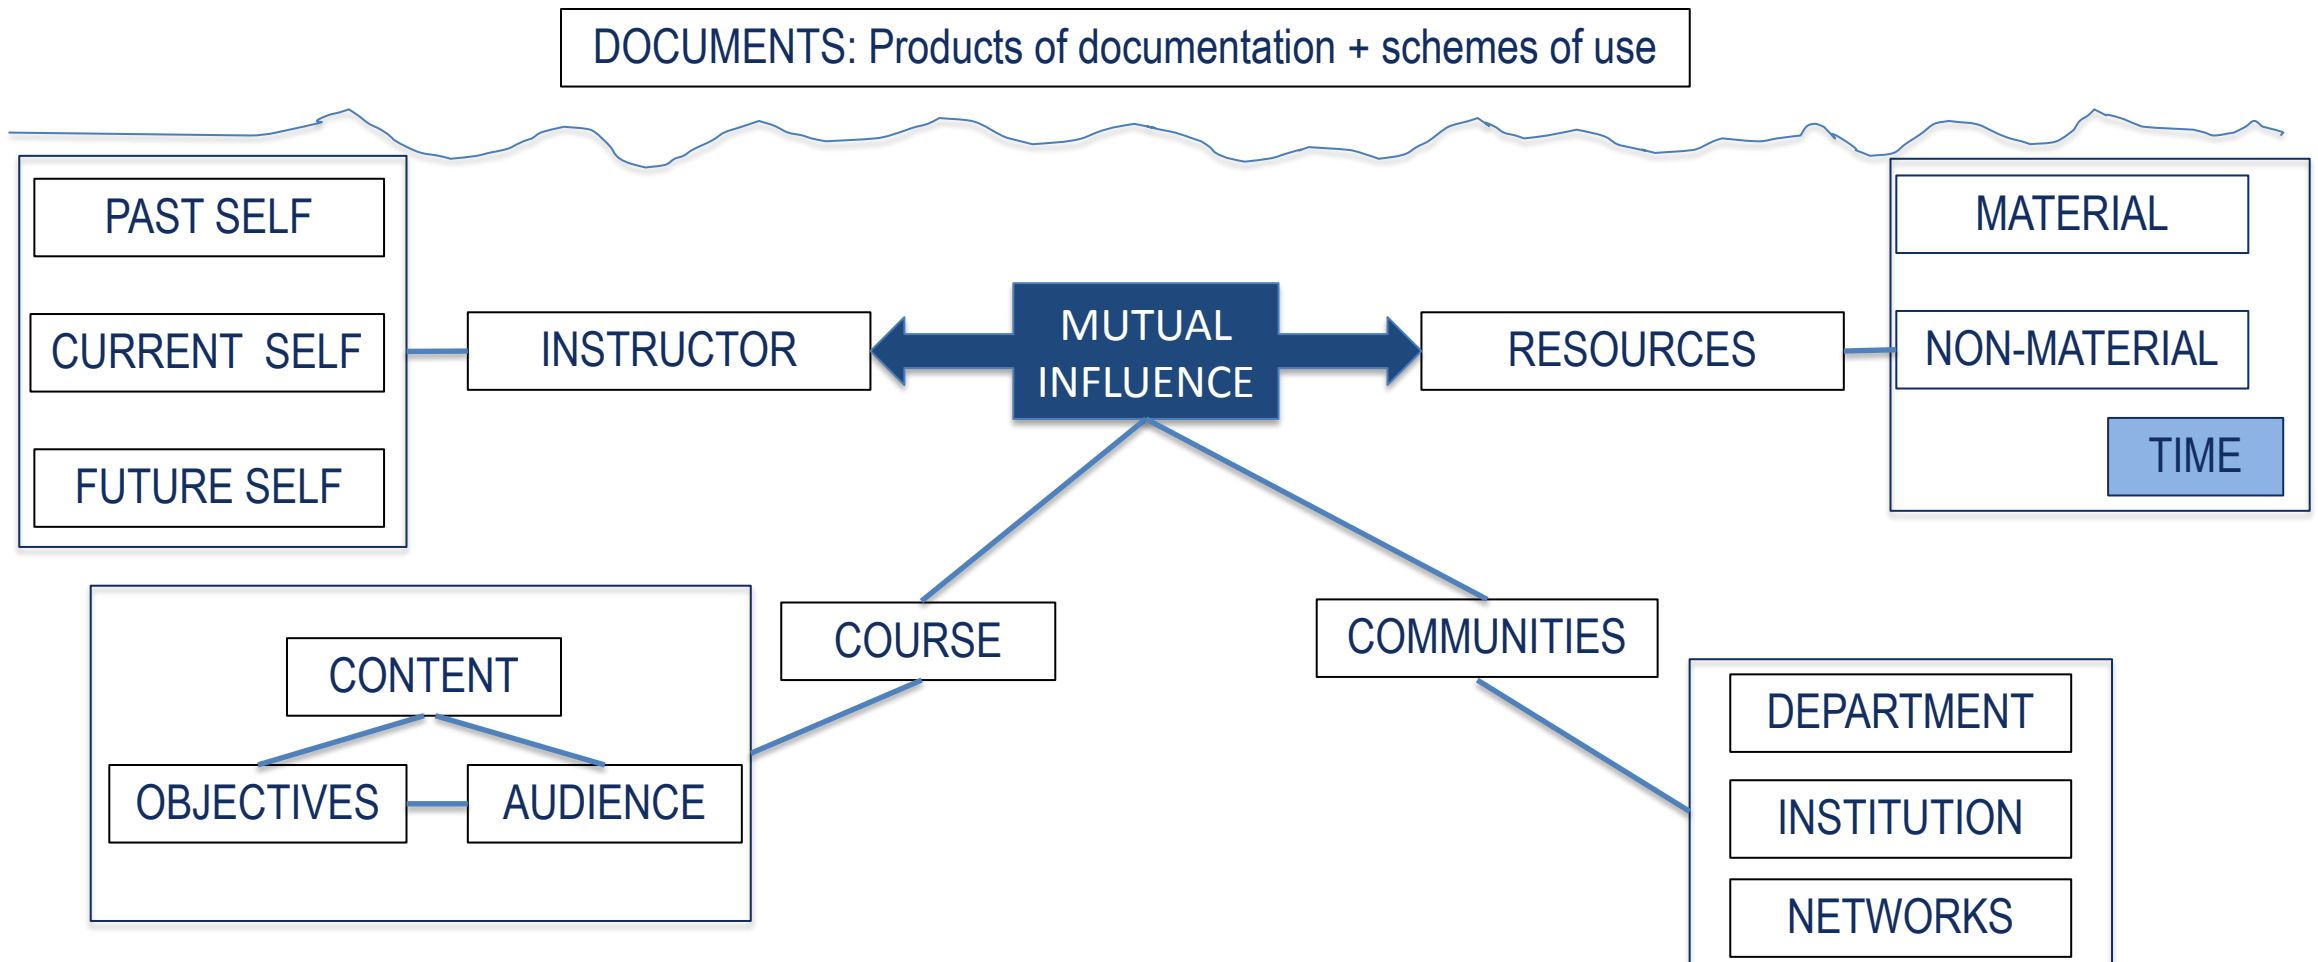 DOCUMENTS: Products of documentation + schemes of use
PAST SELF
CURRENT SELF
FUTURE SELF
INSTRUCTOR
MUTUAL
INFLUENCE
RESOURCES
MATERIAL
NON-MATERIAL
TIME
COURSE
CONTENT
OBJECTIVES
AUDIENCE
COMMUNITIES
DEPARTMENT
INSTITUTION
NETWORKS